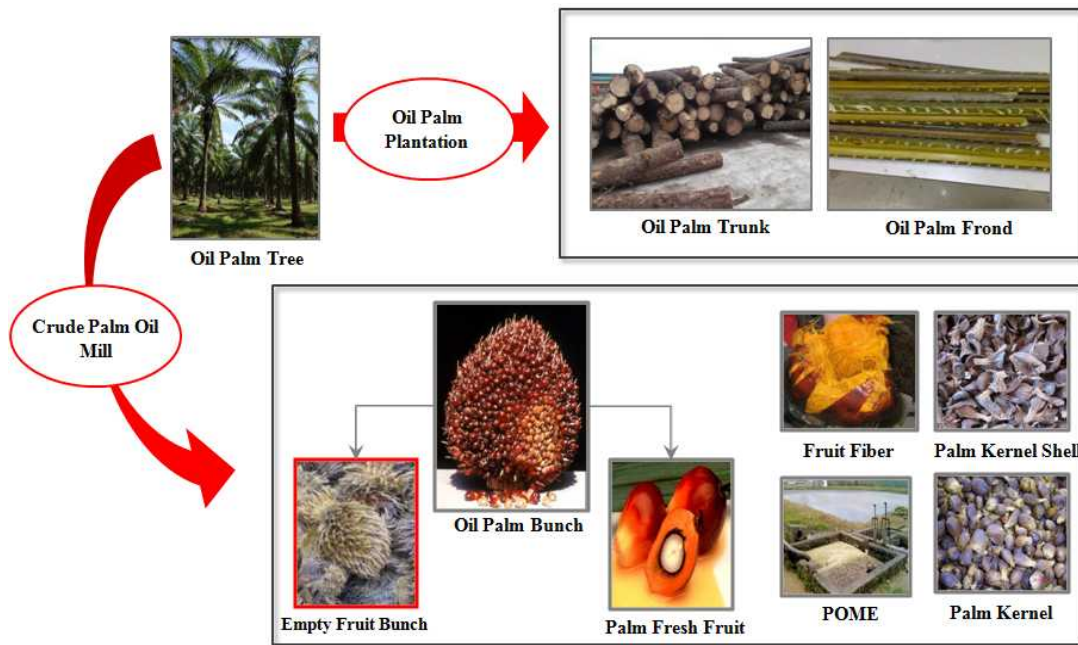 Oil Palm
Plantation
Oil Palm Tree
Oil Palm Trunk
Oil Palm Frond
Crude Palm Oil
Mill
Oil Palm Bunch
Empty Fruit Bunch
Palm Fresh Fruit
Fruit Fiber
Palm Kernel Shell
POME
Palm Kernel